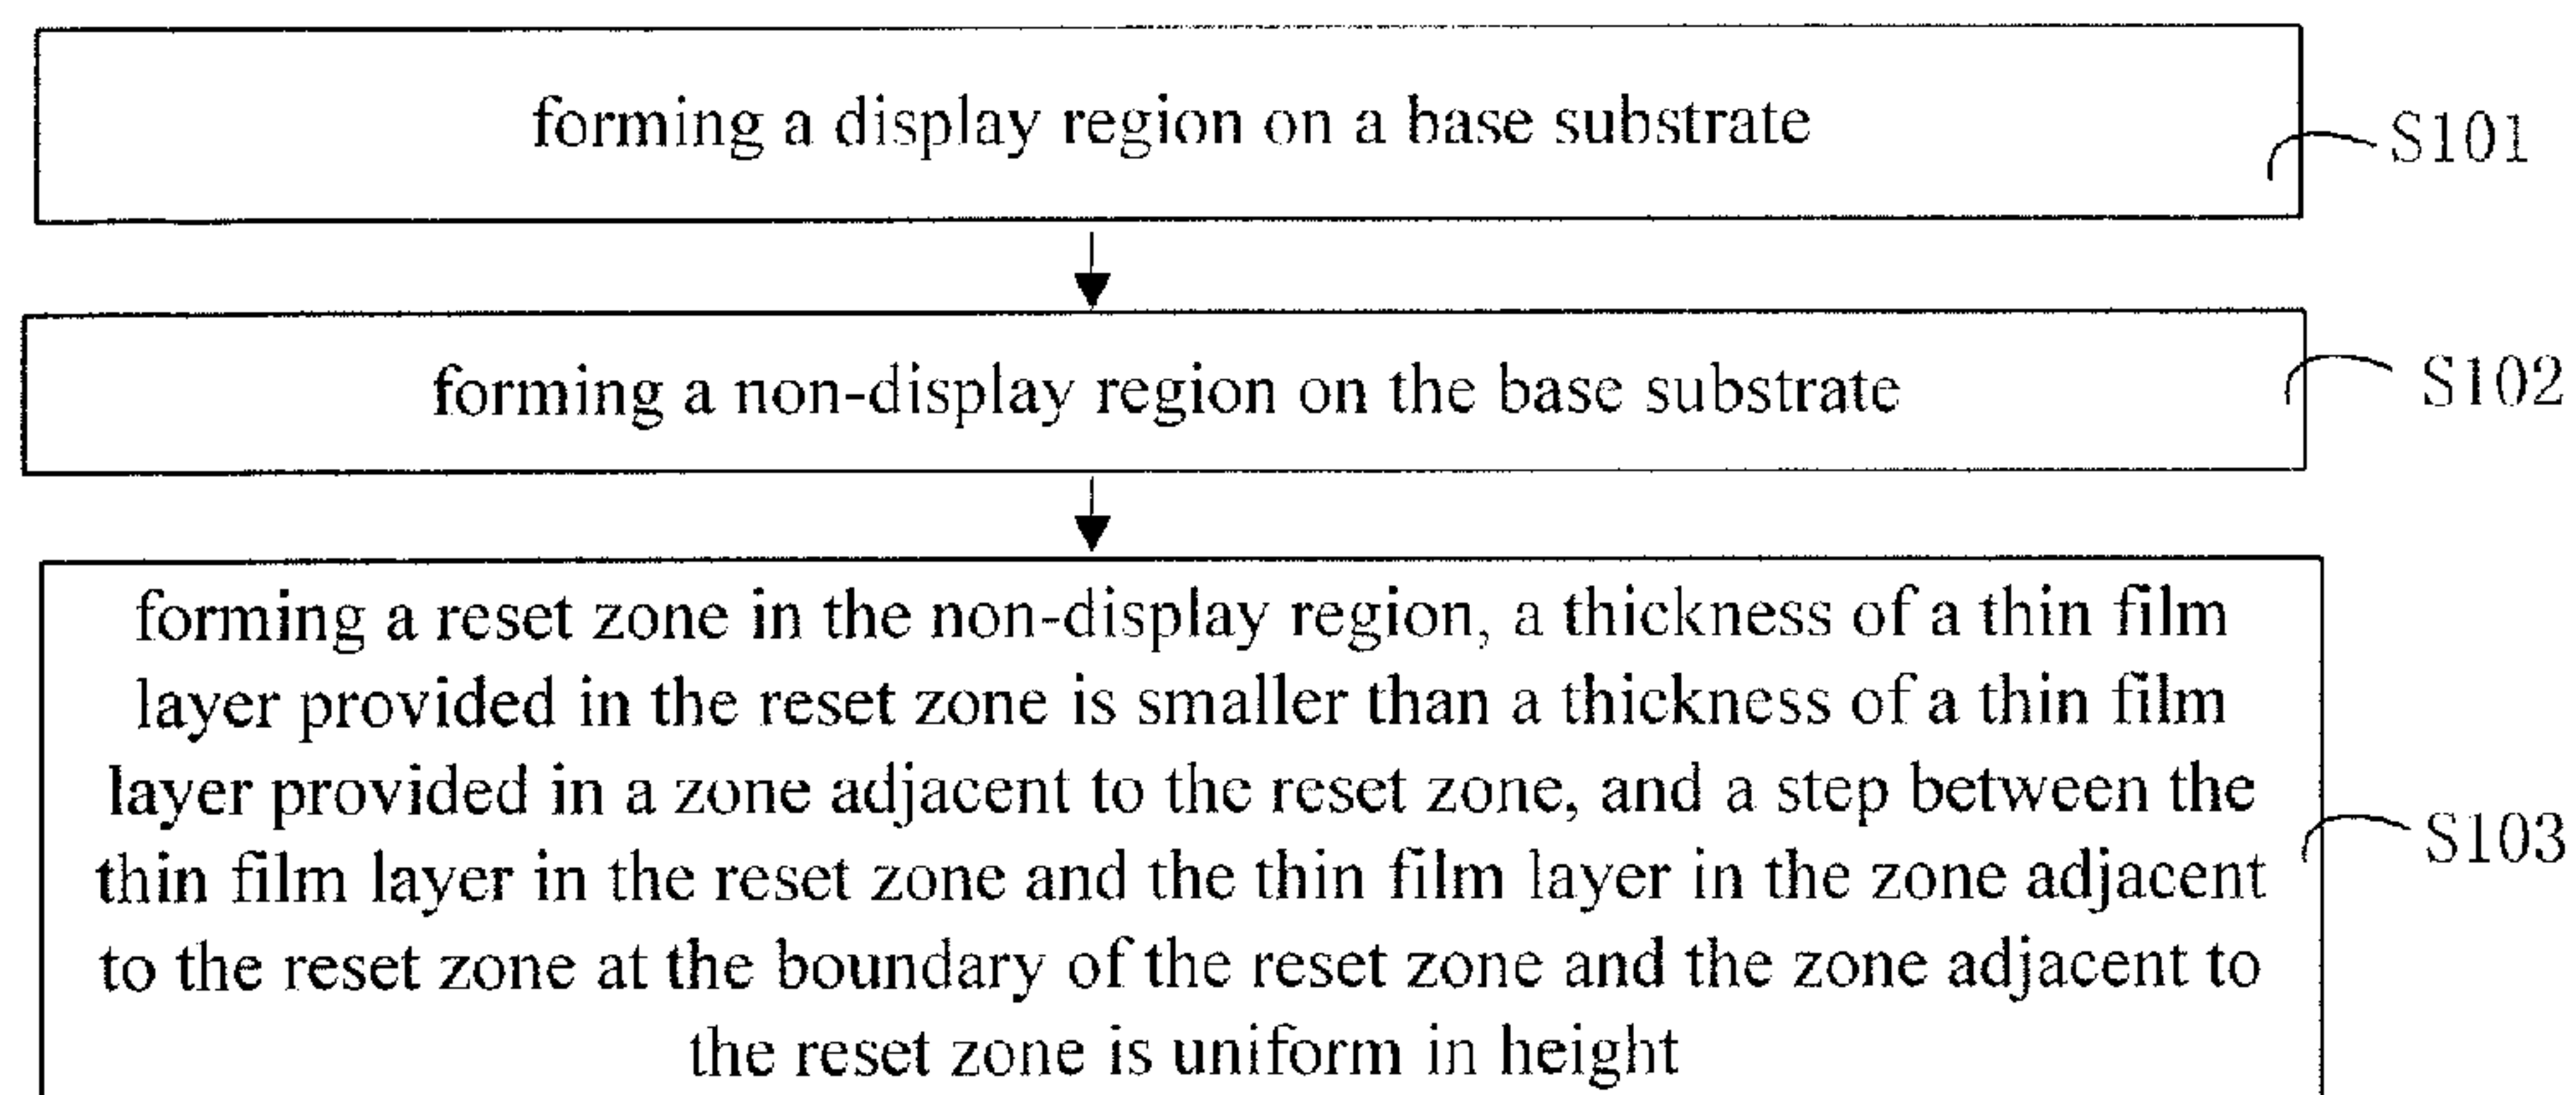 forming a display region on a base substrate
S101
forming a non-display region on the base substrate
S102
forming a reset zone in the non-display region, a thickness of a thin film
layer provided in the reset zone is smaller than a thickness of a thin film
layer provided in a zone adjacent to the reset zone, and a step between the
thin film layer in the reset zone and the thin film layer in the zone adjacent
to the reset zone at the boundary of the reset zone and the zone adjacent to
the reset zone is uniform in height
S103